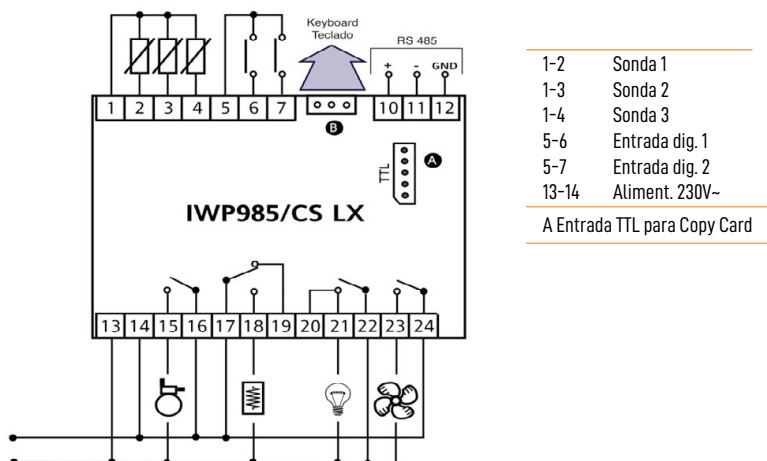 Keyboard
Teclado
RS 485
+ - GND
1 2 3 4 5 6 7 10 11 12
B
A
TTL
IWP985/CS LX
13 14 15 16 17 18 19 20 21 22 23 24
1-2 Sonda 1
1-3 Sonda 2
1-4 Sonda 3
5-6 Entrada dig. 1
5-7 Entrada dig. 2
13-14 Aliment. 230V~
A Entrada TTL para Copy Card